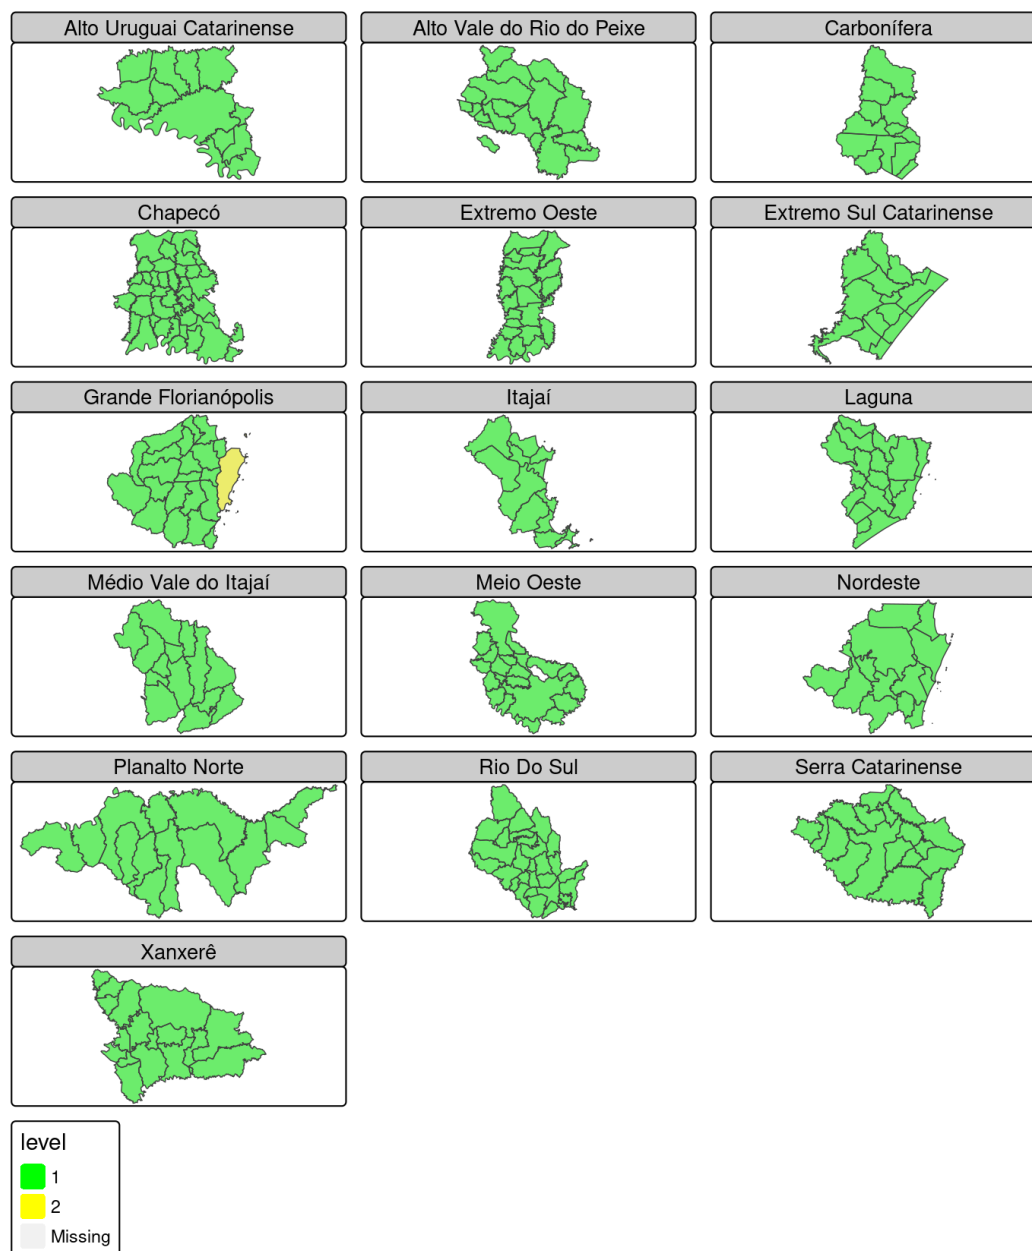 Alto Uruguai Catarinense
Alto Vale do Rio do Peixe
Carbonífera
Chapecó
Extremo Oeste
Extremo Sul Catarinense
Grande Florianópolis
Itajaí
Laguna
Médio Vale do Itajaí
Meio Oeste
Nordeste
Planalto Norte
Rio Do Sul
Serra Catarinense
Xanxerê
level
1
2
Missing